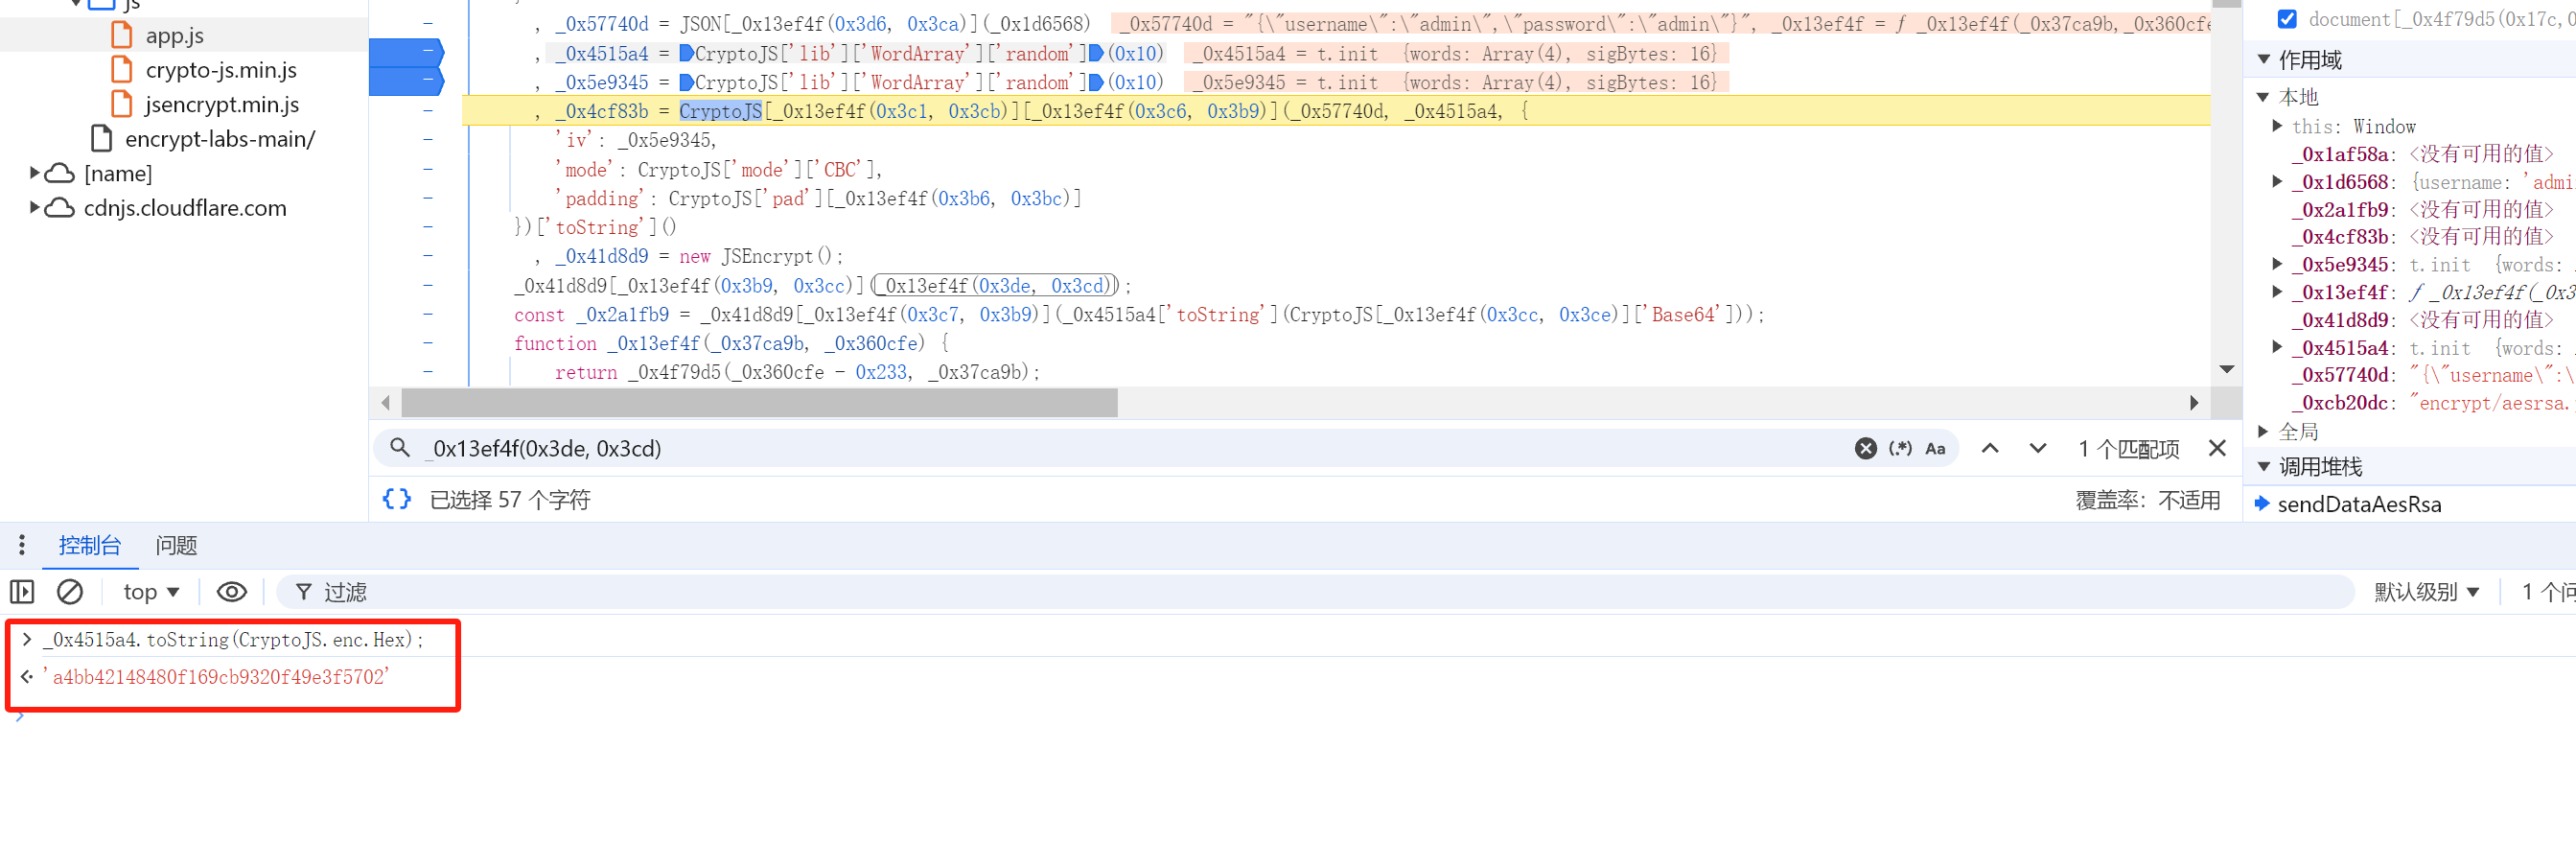 js
app.js
crypto-js.min.js
jsencrypt.min.js
encrypt-labs-main/
[name]
cdnjs.cloudflare.com
, _0x57740d = JSON[_0x13ef4f(0x3d6, 0x3ca)](_0x1d6568) _0x57740d = "{\"username\":\"admin\",\"password\":\"admin\"}", _0x13ef4f = ƒ _0x13ef4f(_0x37ca9b,_0x360cfe
, _0x4515a4 = CryptoJS['lib']['WordArray']['random'](0x10) _0x4515a4 = t.init {words: Array(4), sigBytes: 16}
, _0x5e9345 = CryptoJS['lib']['WordArray']['random'](0x10) _0x5e9345 = t.init {words: Array(4), sigBytes: 16}
, _0x4cf83b = CryptoJS[_0x13ef4f(0x3c1, 0x3cb)][_0x13ef4f(0x3c6, 0x3b9)](_0x57740d, _0x4515a4, {
'iv': _0x5e9345,
'mode': CryptoJS['mode']['CBC'],
'padding': CryptoJS['pad'][_0x13ef4f(0x3b6, 0x3bc)]
})['toString']()
, _0x41d8d9 = new JSEncrypt();
_0x41d8d9[_0x13ef4f(0x3b9, 0x3cc)](_0x13ef4f(0x3de, 0x3cd));
const _0x2a1fb9 = _0x41d8d9[_0x13ef4f(0x3c7, 0x3b9)](_0x4515a4['toString'](CryptoJS[_0x13ef4f(0x3cc, 0x3ce)]['Base64']));
function _0x13ef4f(_0x37ca9b, _0x360cfe) {
return _0x4f79d5(_0x360cfe - 0x233, _0x37ca9b);
_0x13ef4f(0x3de, 0x3cd)
(.*) Aa
1 个匹配项
{} 已选择 57 个字符
覆盖率：不适用
document[_0x4f79d5(0x17c,0
作用域
本地
this: Window
_0x1af58a: <没有可用的值>
_0x1d6568: {username: 'admi
_0x2a1fb9: <没有可用的值>
_0x4cf83b: <没有可用的值>
_0x5e9345: t.init {words:
_0x13ef4f: ƒ _0x13ef4f(_0x3
_0x41d8d9: <没有可用的值>
_0x4515a4: t.init {words:
_0x57740d: "{\"username\":\
_0xcb20dc: "encrypt/aesrsa.
全局
调用堆栈
sendDataAesRsa
控制台 问题
top
过滤
默认级别
1 个问
> _0x4515a4.toString(CryptoJS.enc.Hex);
'a4bb42148480f169cb9320f49e3f5702'